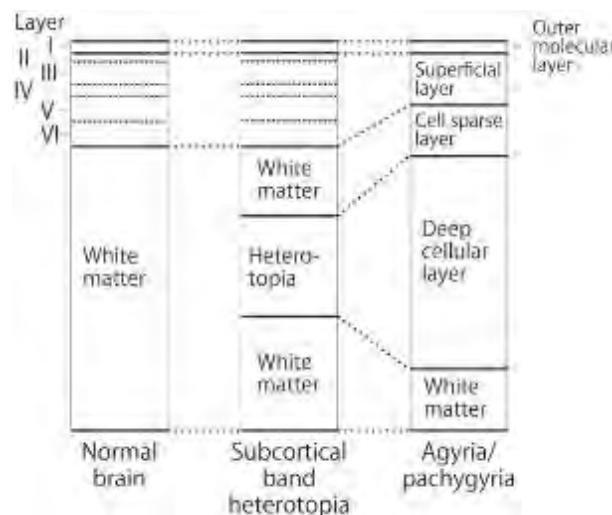 Layer
I
II
III
IV
V
VI
Outer
molecular
layer
Superficial
layer
Cell sparse
layer
White
matter
White
matter
Hetero-
topia
White
matter
Deep
cellular
layer
White
matter
Normal
brain
Subcortical
band
heterotopia
Agyria/
pachygyria